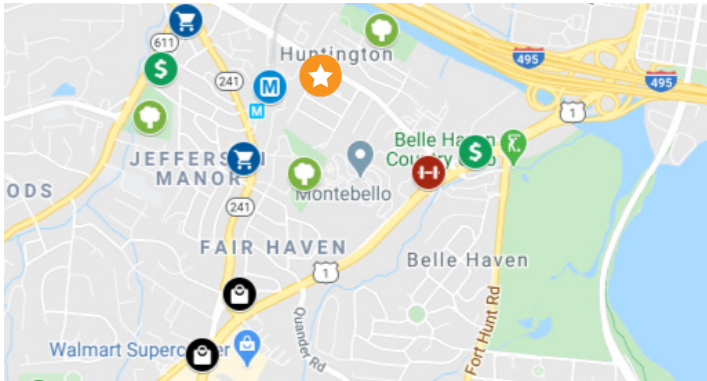 611
Huntington
495
495
241
M
M
1
$
Belle Haven
Country Club
$
JEFFERSON
MANOR
ODS
Montebello
241
FAIR HAVEN
1
Belle Haven
Quander Rd
Fort Hunt Rd
Walmart Supercenter